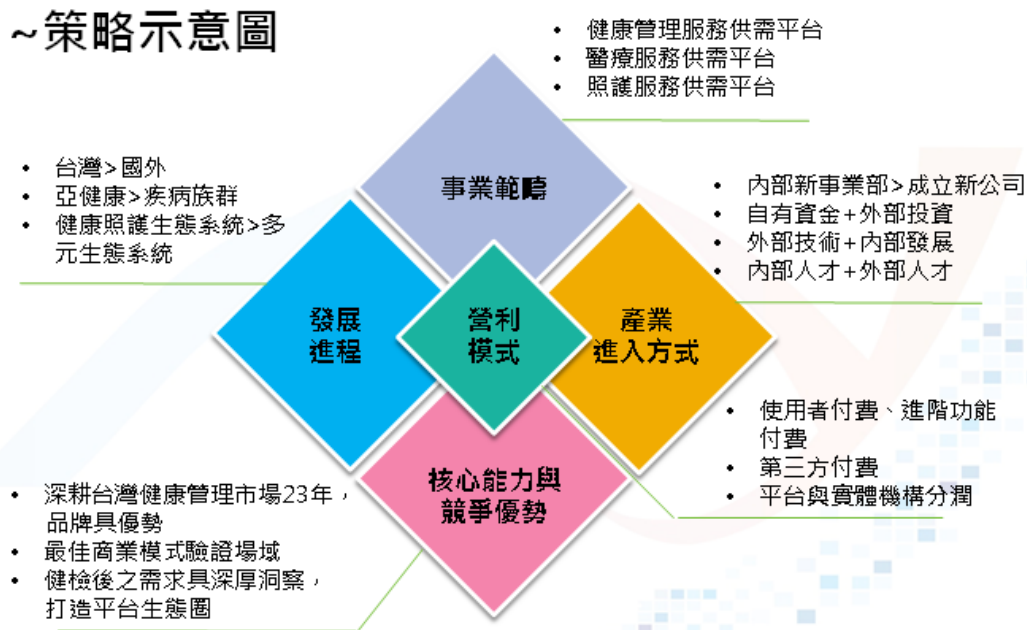 ~策略示意圖
• 健康管理服務供需平台
• 醫療服務供需平台
• 照護服務供需平台
• 台灣>國外
• 亞健康>疾病族群
• 健康照護生態系統>多
元生態系統
事業範疇
• 內部新事業部>成立新公司
• 自有資金+外部投資
• 外部技術+內部發展
• 內部人才+外部人才
發展
進程
營利
模式
產業
進入方式
• 使用者付費、進階功能
付費
• 第三方付費
• 平台與實體機構分潤
核心能力與
競爭優勢
• 深耕台灣健康管理市場23年，
品牌具優勢
• 最佳商業模式驗證場域
• 健檢後之需求具深厚洞察，
打造平台生態圈